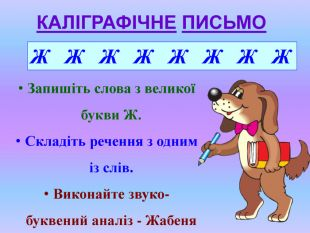 КАЛІГРАФІЧНЕ ПИСЬМО
Ж Ж Ж Ж Ж Ж Ж Ж
• Запишіть слова з великої
букви Ж.
• Складіть речення з одним
із слів.
• Виконайте звуко-
буквений аналіз - Жабеня